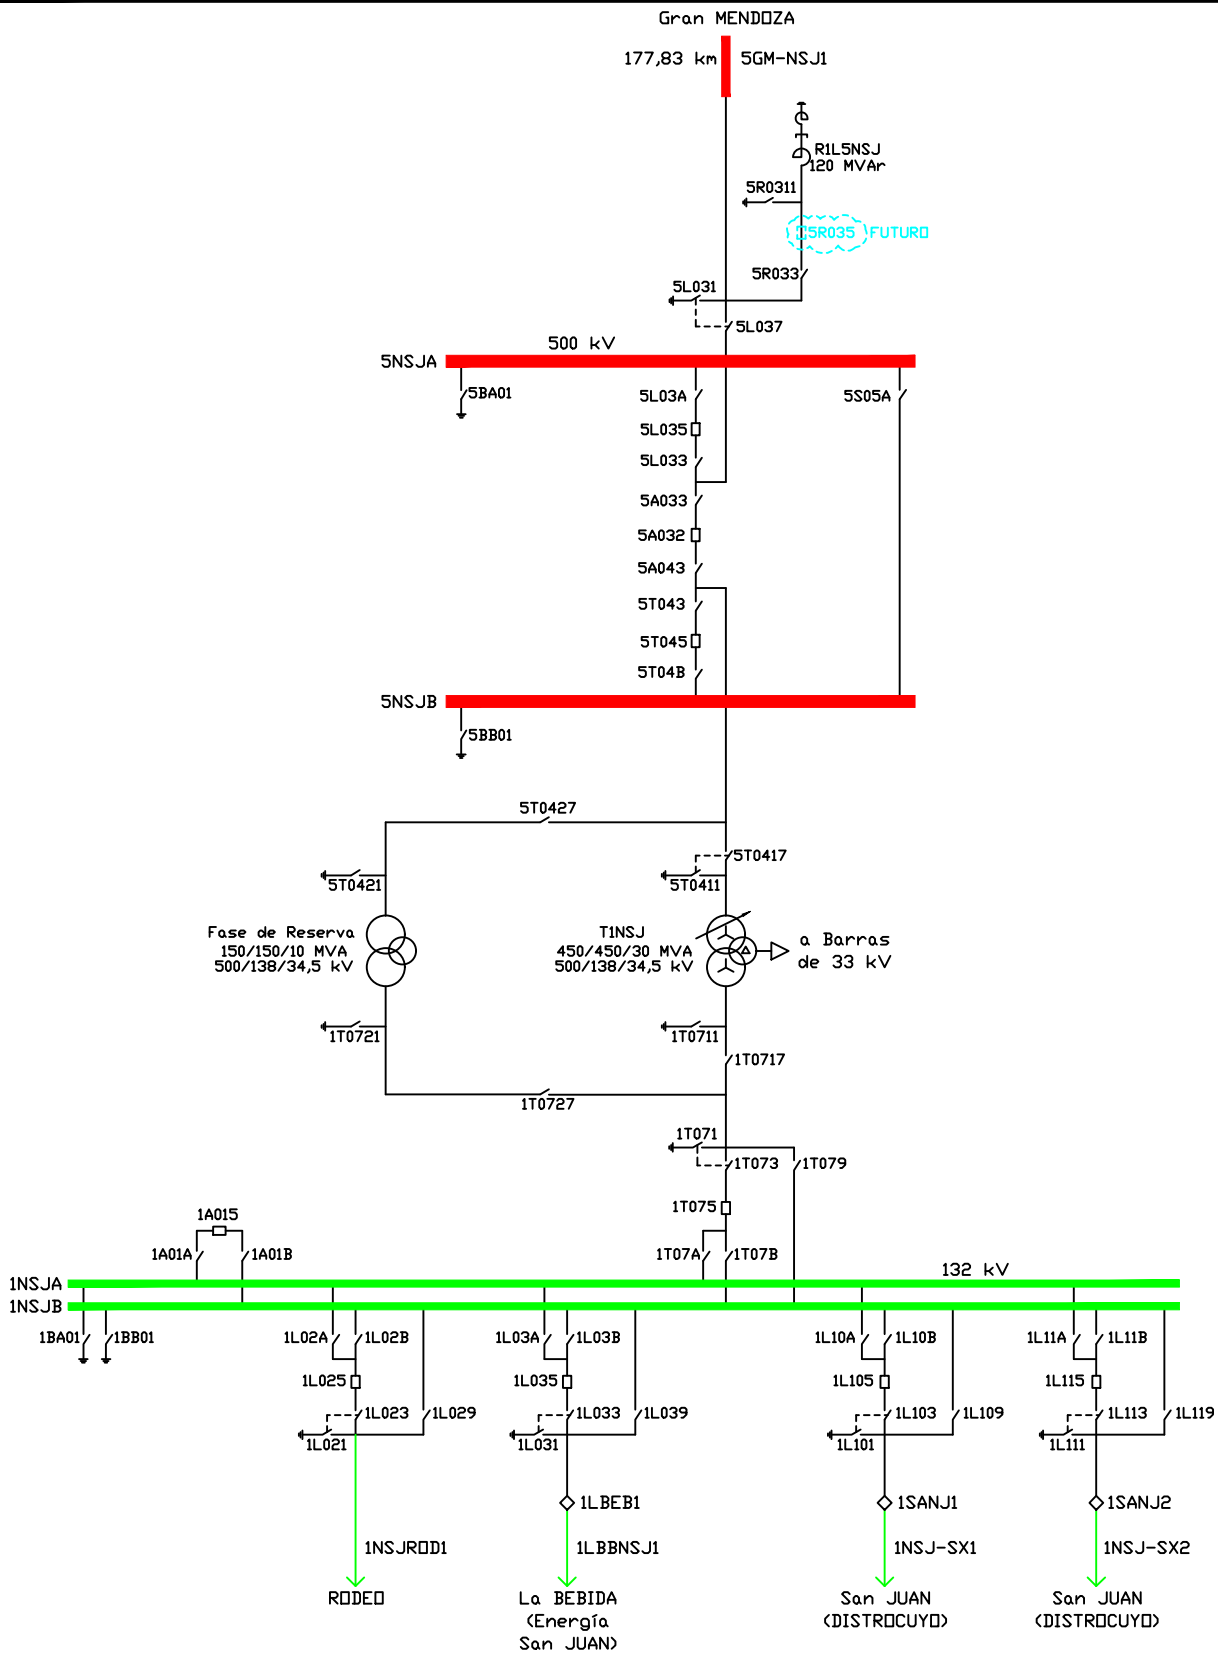 Gran MENDOZA
177,83 km
5GM-NSJ1
R1L5NSJ
120 MVAr
5R0311
5R035
FUTURO
5R033
5L031
5L037
500 kV
5NSJA
5BA01
5L03A
5S05A
5L035
5L033
5A033
5A032
5A043
5T043
5T045
5T04B
5NSJB
5BB01
5T0427
5T0417
5T0421
5T0411
Fase de Reserva
150/150/10 MVA
500/138/34,5 kV
T1NSJ
450/450/30 MVA
500/138/34,5 kV
a Barras
de 33 kV
1T0721
1T0711
1T0717
1T0727
1T071
1T073
1T079
1T075
1A015
1A01A
1A01B
1T07A
1T07B
132 kV
1NSJA
1NSJB
1BA01
1BB01
1L02A
1L02B
1L03A
1L03B
1L10A
1L10B
1L11A
1L11B
1L025
1L035
1L105
1L115
1L023
1L029
1L033
1L039
1L103
1L109
1L113
1L119
1L021
1L031
1L101
1L111
1LBEB1
1SANJ1
1SANJ2
1NSJROD1
1LBBNSJ1
1NSJ-SX1
1NSJ-SX2
RODEO
La BEBIDA
(Energía
San JUAN)
San JUAN
(DISTROCUYO)
San JUAN
(DISTROCUYO)